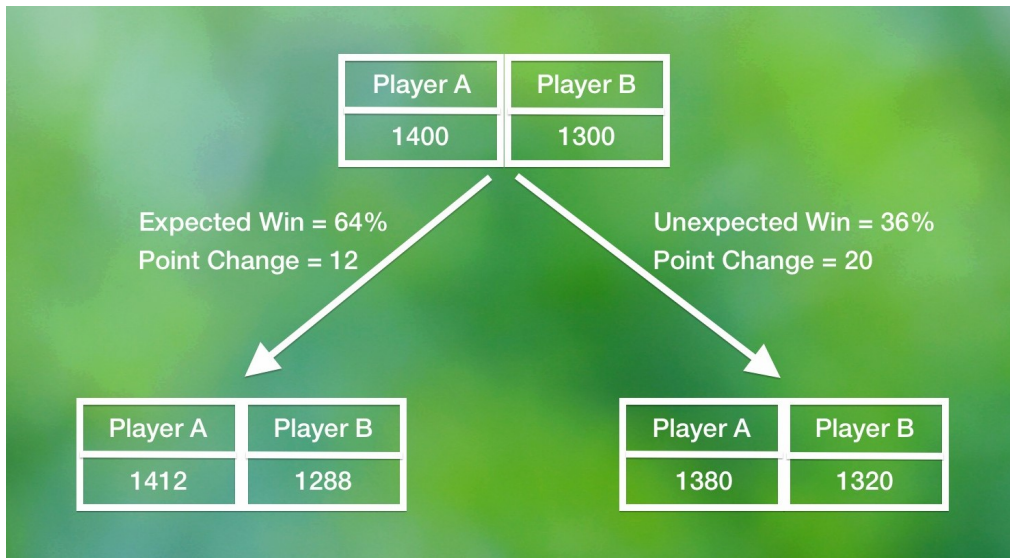 Player A Player B
1400 1300
Expected Win = 64%
Point Change = 12
Unexpected Win = 36%
Point Change = 20
Player A Player B
1412 1288
Player A Player B
1380 1320